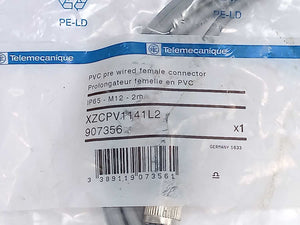 PE-LD
PE-LD
Telemecanique
Telemecanique
PVC pre wired female connector
Prolongateur femelle en PVC
IP65 - M12 - 2m
XZCPV1141L2
907356
x1
GERMANY 1633
3 389119 073561